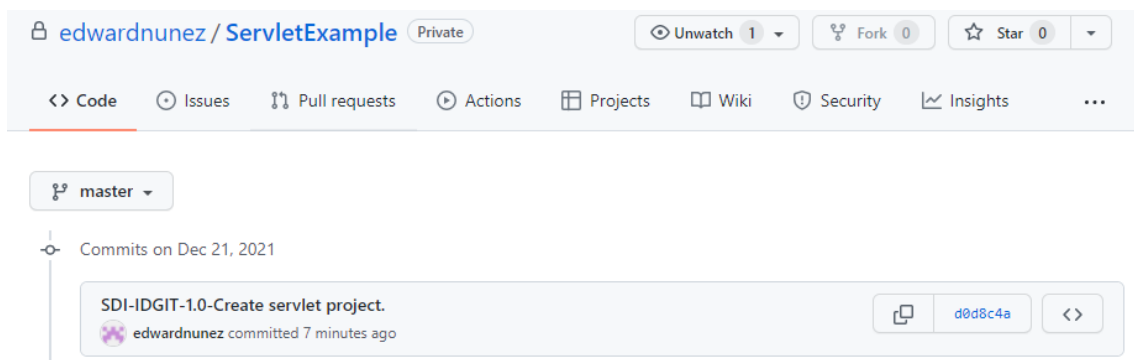 edwardnunez / ServletExample Private Unwatch 1 Fork 0 Star 0
Code Issues Pull requests Actions Projects Wiki Security Insights ...
master
Commits on Dec 21, 2021
SDI-IDGIT-1.0-Create servlet project.
edwardnunez committed 7 minutes ago
d0d8c4a